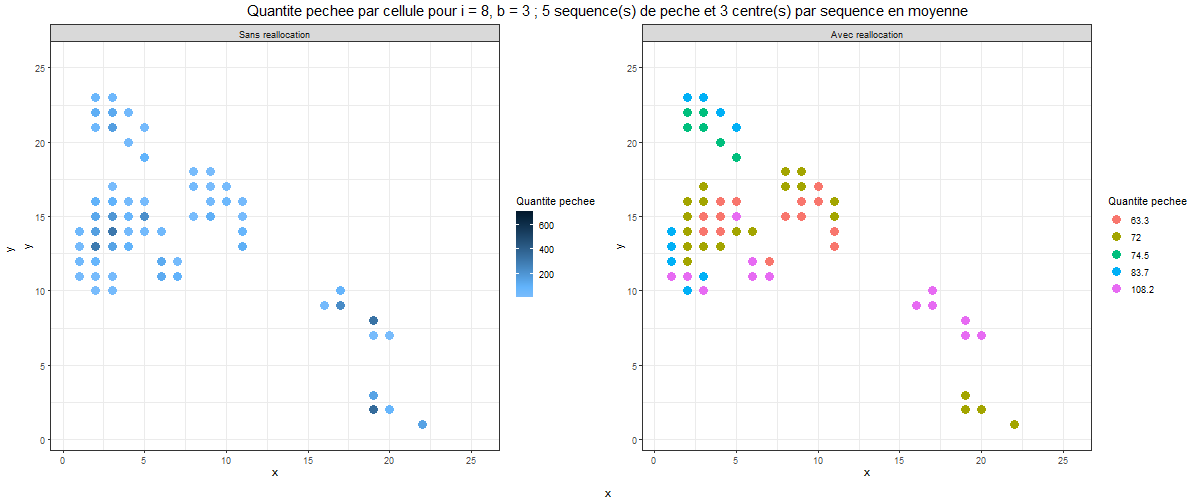 Quantite pechee par cellule pour i = 8, b = 3 ; 5 sequence(s) de peche et 3 centre(s) par sequence en moyenne
Sans reallocation
25
20
15
10
5
0
y
y
0
5
10
15
20
25
x
Quantite pechee
600
400
200
Avec reallocation
25
20
15
10
5
0
y
0
5
10
15
20
25
x
Quantite pechee
63.3
72
74.5
83.7
108.2
x